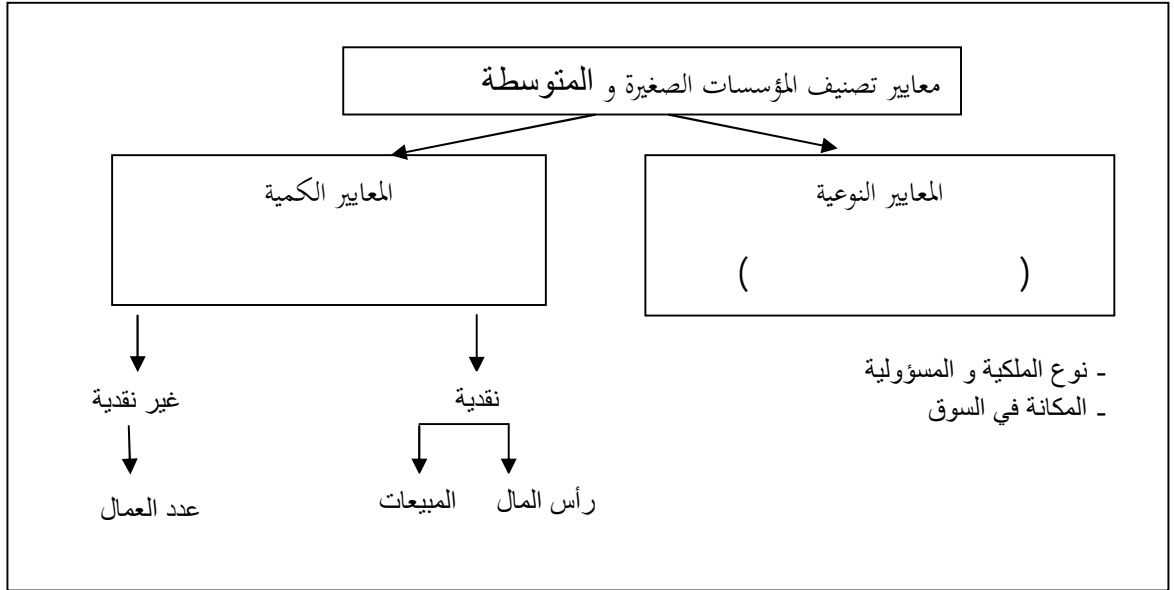 معايير تصنيف المؤسسات الصغيرة و المتوسطة
المعايير النوعية
( )
المعايير الكمية
- نوع الملكية و المسؤولية
- المكانة في السوق
نقدية
غير نقدية
رأس المال
المبيعات
عدد العمال